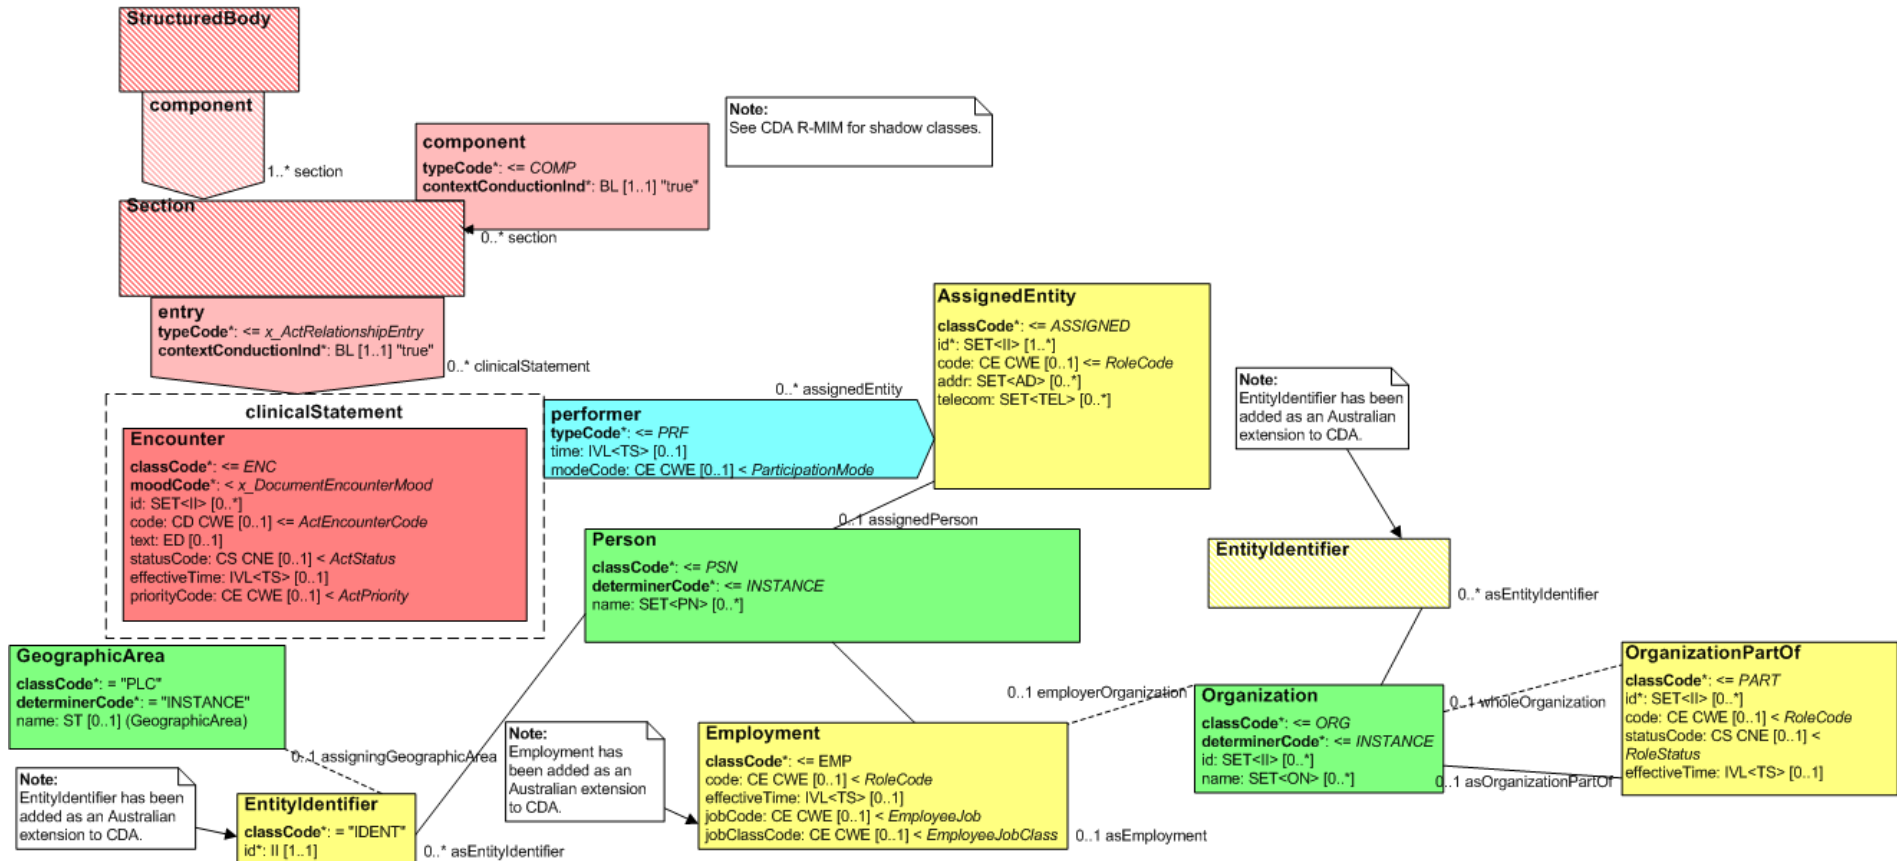 StructuredBody
component
1..* section
component
typeCode*: <= COMP
contextConductionInd*: BL [1..1] "true"
Note:
See CDA R-MIM for shadow classes.
Section
0..* section
entry
typeCode*: <= x_ActRelationshipEntry
contextConductionInd*: BL [1..1] "true"
0..* clinicalStatement
clinicalStatement
Encounter
classCode*: <= ENC
moodCode*: < x_DocumentEncounterMood
id: SET<II> [0..*]
code: CD CWE [0..1] <= ActEncounterCode
text: ED [0..1]
statusCode: CS CNE [0..1] < ActStatus
effectiveTime: IVL<TS> [0..1]
priorityCode: CE CWE [0..1] < ActPriority
0..* assignedEntity
performer
typeCode*: <= PRF
time: IVL<TS> [0..1]
modeCode: CE CWE [0..1] < ParticipationMode
AssignedEntity
classCode*: <= ASSIGNED
id*: SET<II> [1..*]
code: CE CWE [0..1] <= RoleCode
addr: SET<AD> [0..*]
telecom: SET<TEL> [0..*]
0..1 assignedPerson
Note:
EntityIdentifier has been
added as an Australian
extension to CDA.
Person
classCode*: <= PSN
determinerCode*: <= INSTANCE
name: SET<PN> [0..*]
EntityIdentifier
0..* asEntityIdentifier
GeographicArea
classCode*: = "PLC"
determinerCode*: = "INSTANCE"
name: ST [0..1] (GeographicArea)
0..1 assigningGeographicArea
Note:
EntityIdentifier has been
added as an Australian
extension to CDA.
EntityIdentifier
classCode*: = "IDENT"
id*: II [1..1]
0..* asEntityIdentifier
Note:
Employment has
been added as an
Australian extension
to CDA.
Employment
classCode*: <= EMP
code: CE CWE [0..1] < RoleCode
effectiveTime: IVL<TS> [0..1]
jobCode: CE CWE [0..1] < EmployeeJob
jobClassCode: CE CWE [0..1] < EmployeeJobClass
0..1 asEmployment
0..1 employerOrganization
Organization
classCode*: <= ORG
determinerCode*: <= INSTANCE
id: SET<II> [0..*]
name: SET<ON> [0..*]
0..1 wholeOrganization
0..1 asOrganizationPartOf
OrganizationPartOf
classCode*: <= PART
id*: SET<II> [0..*]
code: CE CWE [0..1] < RoleCode
statusCode: CS CNE [0..1] <
RoleStatus
effectiveTime: IVL<TS> [0..1]